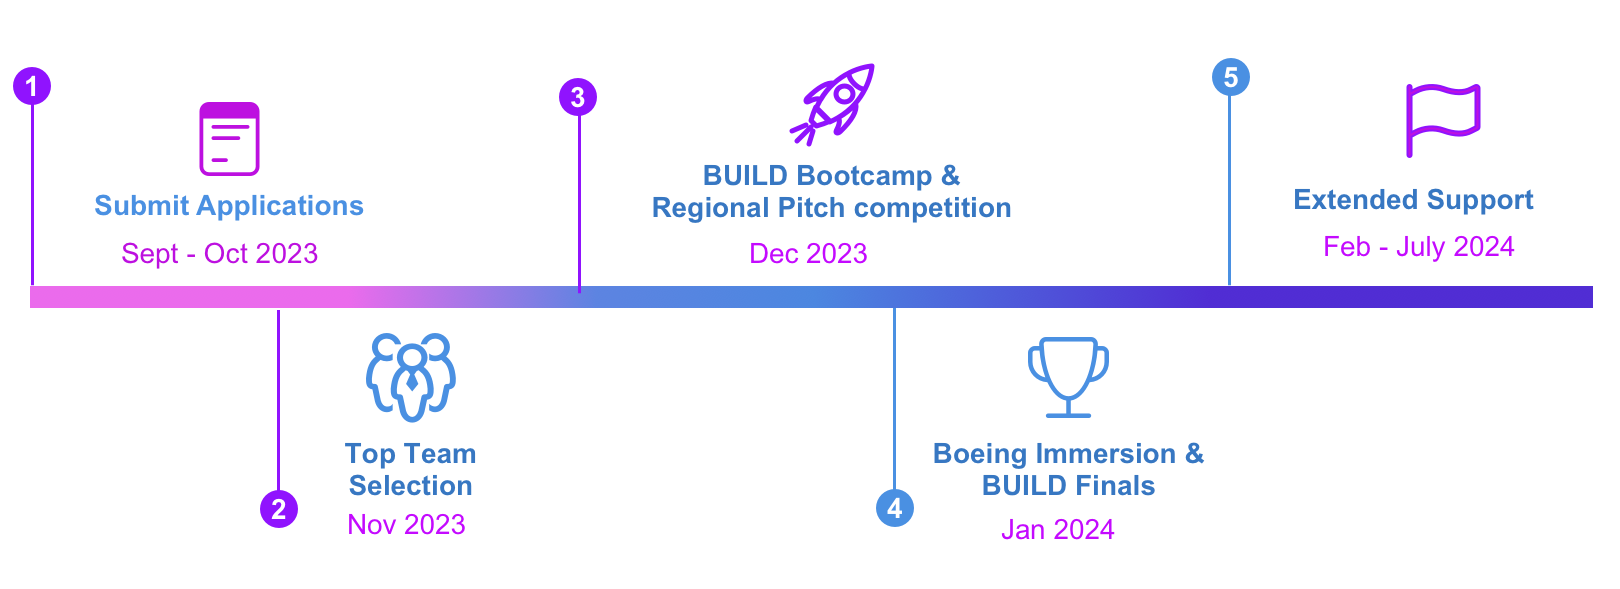 1
Submit Applications
Sept - Oct 2023
2
Top Team
Selection
Nov 2023
3
BUILD Bootcamp &
Regional Pitch competition
Dec 2023
4
Boeing Immersion &
BUILD Finals
Jan 2024
5
Extended Support
Feb - July 2024